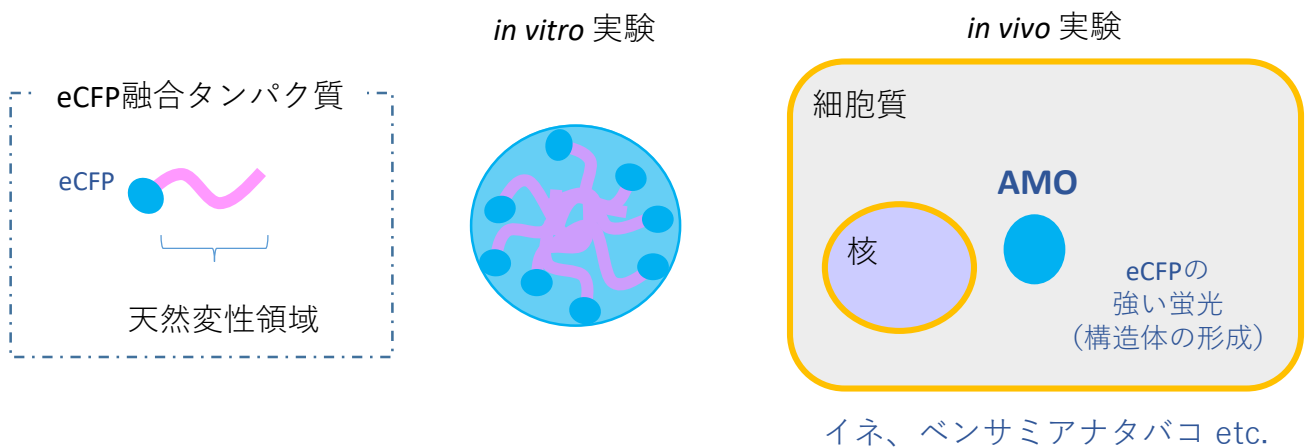 eCFP融合タンパク質
eCFP
天然変性領域
in vitro 実験
in vivo 実験
細胞質
AMO
核
eCFPの
強い蛍光
（構造体の形成）
イネ、ベンサミアナタバコ etc.